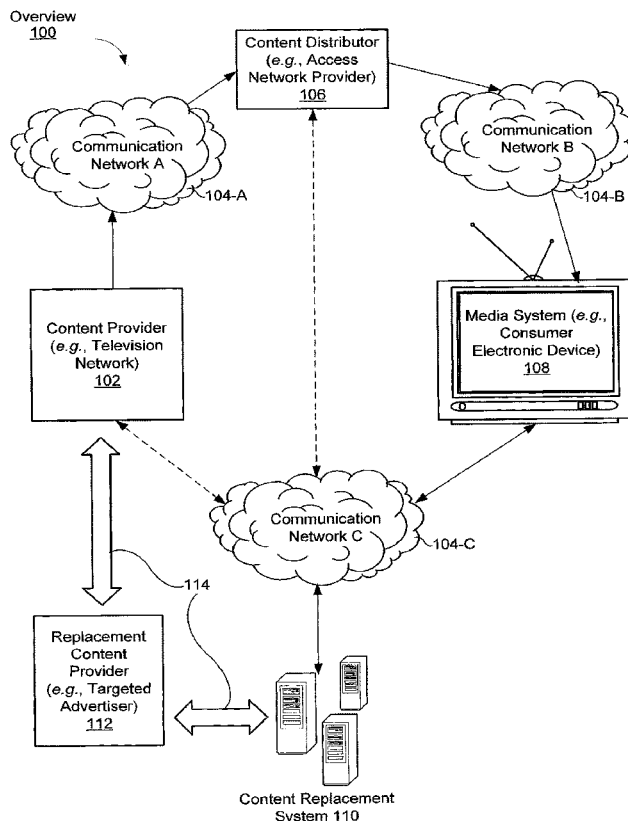 Overview
100
Content Distributor
(e.g., Access
Network Provider)
106
Communication
Network A
104-A
Communication
Network B
104-B
Content Provider
(e.g., Television
Network)
102
Media System (e.g.,
Consumer
Electronic Device)
108
Communication
Network C
104-C
114
Replacement
Content
Provider
(e.g., Targeted
Advertiser)
112
Content Replacement
System 110